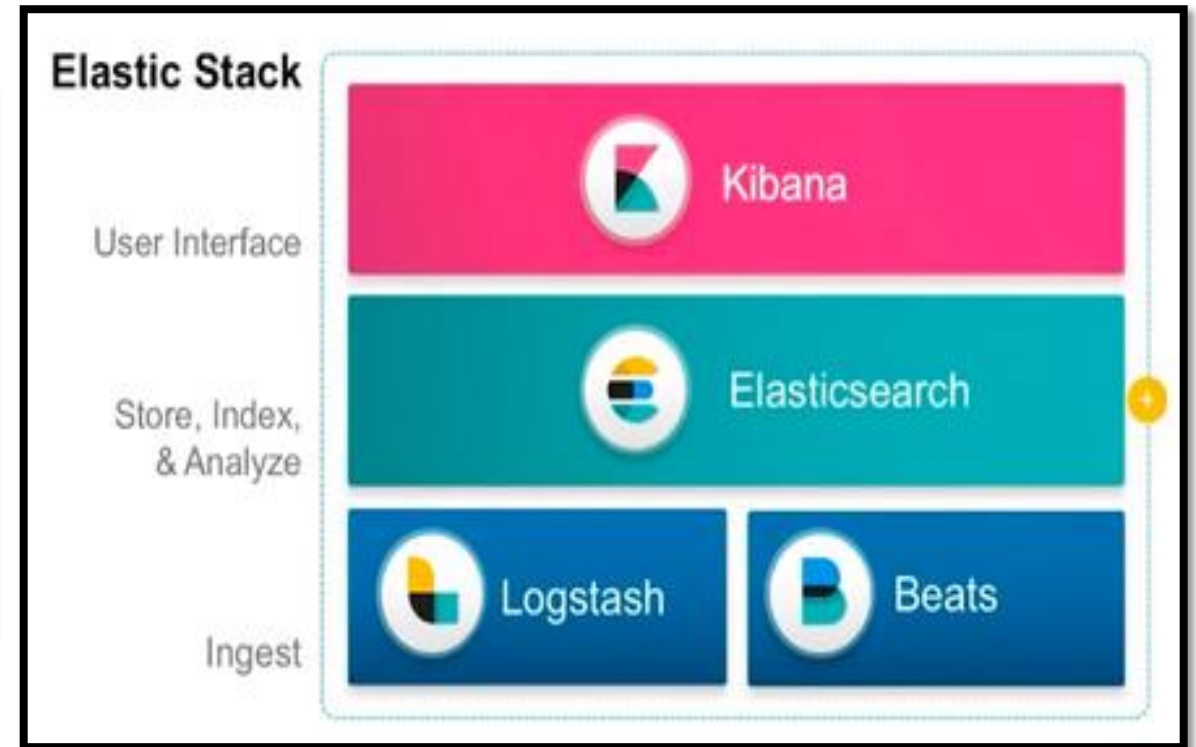 Elastic Stack
Kibana
User Interface
Elasticsearch
Store, Index,
& Analyze
Logstash
Beats
Ingest
+